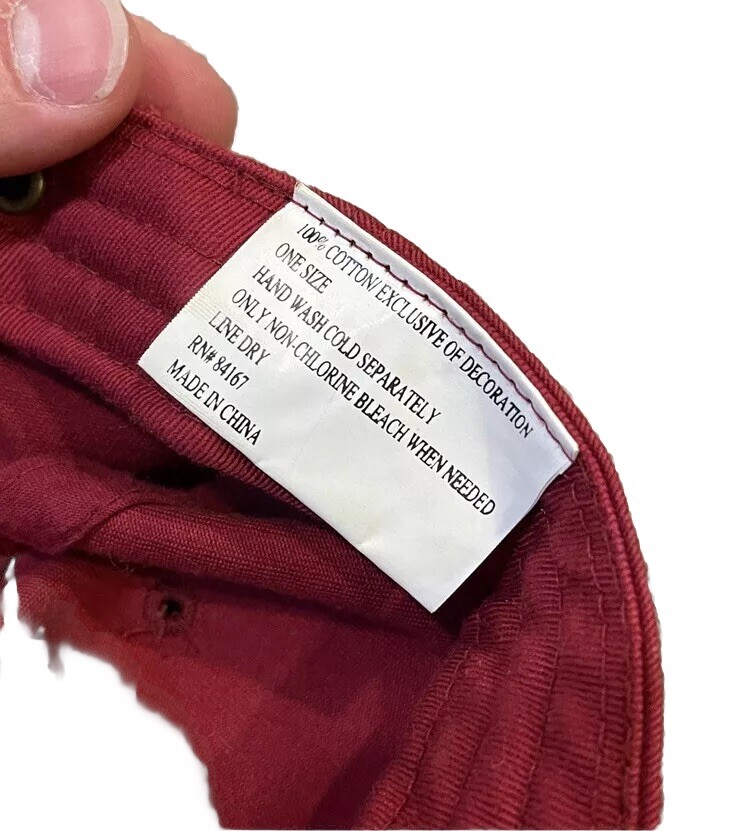 100% COTTON EXCLUSIVE OF DECORATION
ONE SIZE
HAND WASH COLD SEPARATELY
ONLY NON-CHLORINE BLEACH WHEN NEEDED
LINE DRY
RN# 84167
MADE IN CHINA